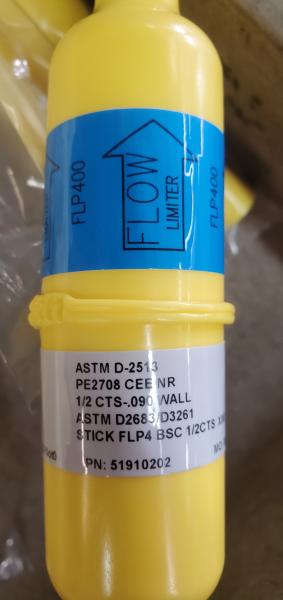 FLP400
FLOW
LIMITER
FLP400
ASTM D-2513
PE2708 CEE NR
1/2 CTS-.090 WALL
ASTM D2683/D3261
STICK FLP4 BSC 1/2CTS
PN: 51910202